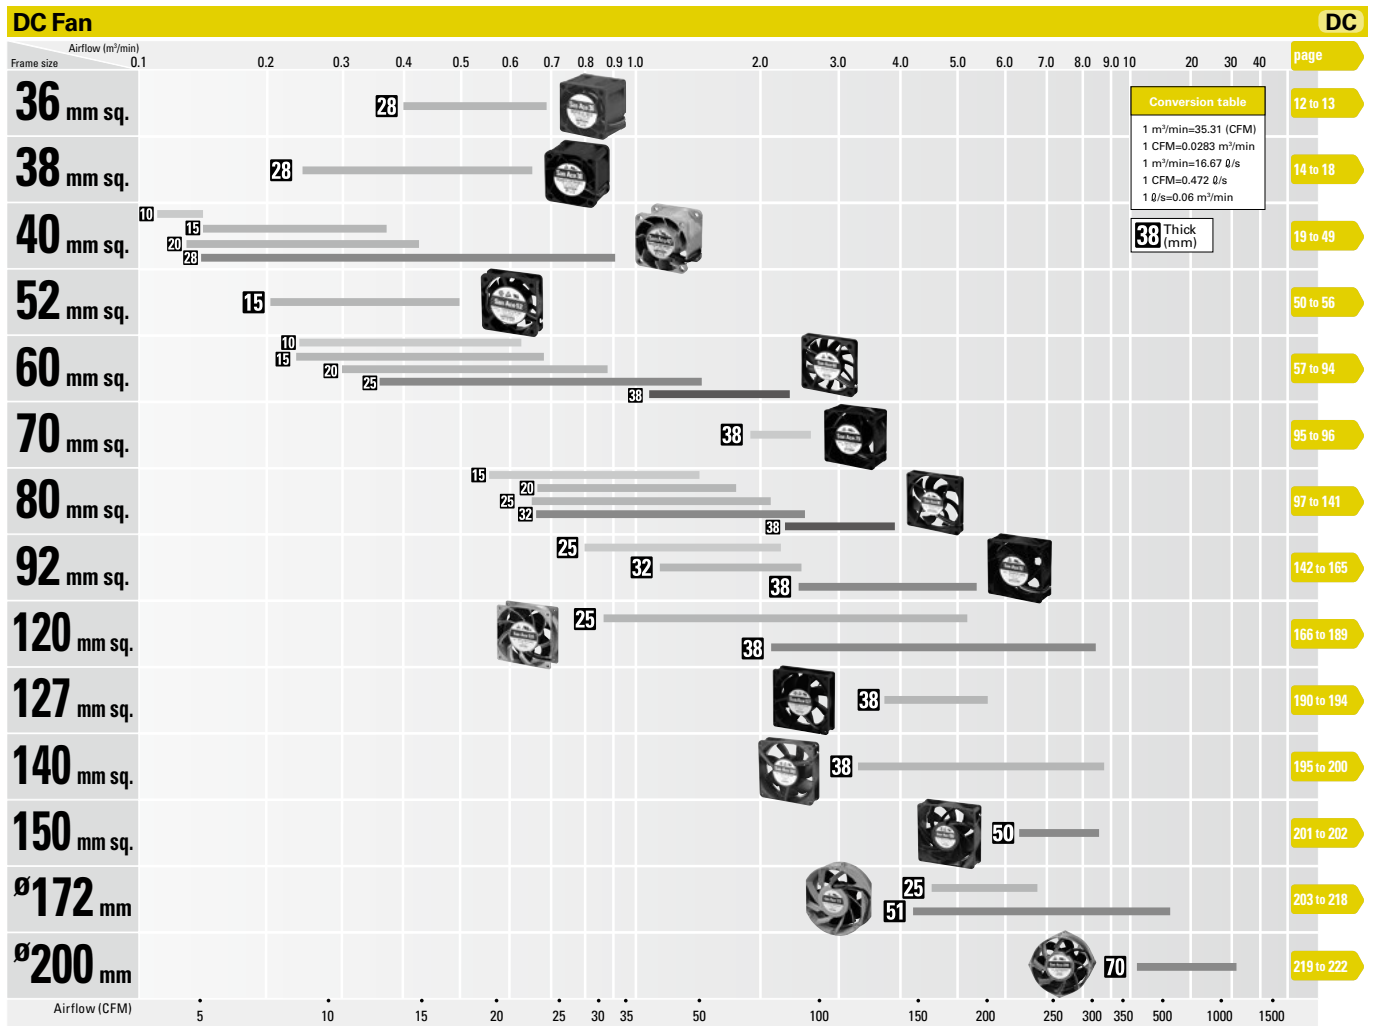 DC Fan
DC
Airflow (m³/min)
Frame size
0.1 0.2 0.3 0.4 0.5 0.6 0.7 0.8 0.9 1.0 2.0 3.0 4.0 5.0 6.0 7.0 8.0 9.0 10 20 30 40
page
36 mm sq.
28
12 to 13
Conversion table
1 m³/min=35.31 (CFM)
1 CFM=0.0283 m³/min
1 m³/min=16.67 ℓ/s
1 CFM=0.472 ℓ/s
1 ℓ/s=0.06 m³/min
38 Thick (mm)
38 mm sq.
28
14 to 18
40 mm sq.
10
15
20
28
19 to 49
52 mm sq.
15
50 to 56
60 mm sq.
10
15
20
25
38
57 to 94
70 mm sq.
38
95 to 96
80 mm sq.
15
20
25
32
38
97 to 141
92 mm sq.
25
32
38
142 to 165
120 mm sq.
25
38
166 to 189
127 mm sq.
38
190 to 194
140 mm sq.
38
195 to 200
150 mm sq.
50
201 to 202
ø172 mm
25
51
203 to 218
ø200 mm
70
219 to 222
Airflow (CFM)
5 10 15 20 25 30 35 50 100 150 200 250 300 350 500 1000 1500